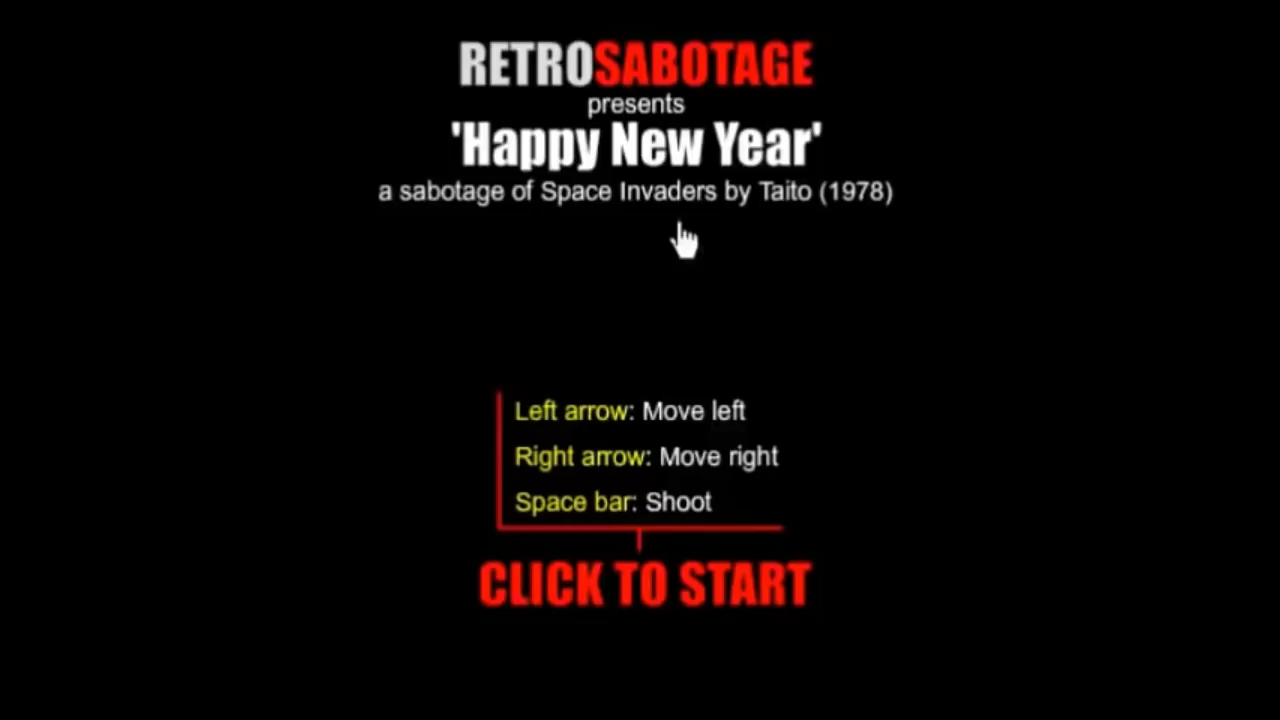 RETROSABOTAGE
presents
'Happy New Year'
a sabotage of Space Invaders by Taito (1978)
Left arrow: Move left
Right arrow: Move right
Space bar: Shoot
CLICK TO START